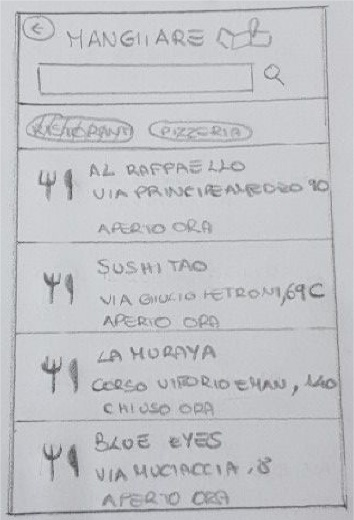 MANGIARE
RISTORANTI PIZZERIA
AL RAFFAELLO
VIA PRINCIPE AMEDEO 90
APERTO ORA
SUSHI TAO
VIA GIULIO PETRONI, 69C
APERTO ORA
LA MURAYA
CORSO VITTORIO EMAN, 140
CHIUSO ORA
BLUE EYES
VIA MUCIACCIA, 8
APERTO ORA